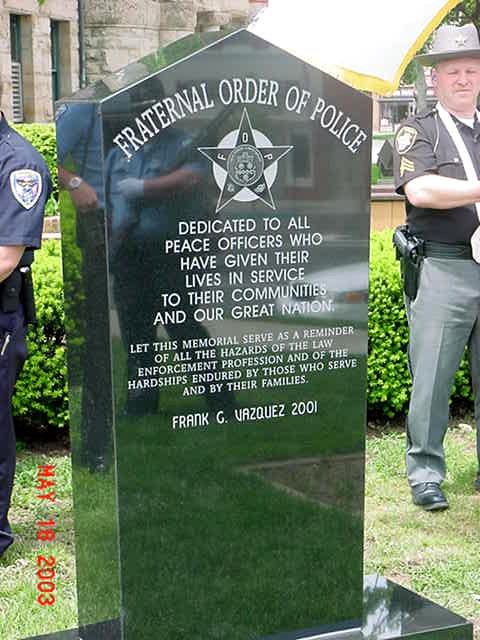 FRATERNAL ORDER OF POLICE
F O P
DEDICATED TO ALL
PEACE OFFICERS WHO
HAVE GIVEN THEIR
LIVES IN SERVICE
TO THEIR COMMUNITIES
AND OUR GREAT NATION.
LET THIS MEMORIAL SERVE AS A REMINDER
OF ALL THE HAZARDS OF THE LAW
ENFORCEMENT PROFESSION AND OF THE
HARDSHIPS ENDURED BY THOSE WHO SERVE
AND BY THEIR FAMILIES.
FRANK G. VAZQUEZ 2001
MAY 18 2003